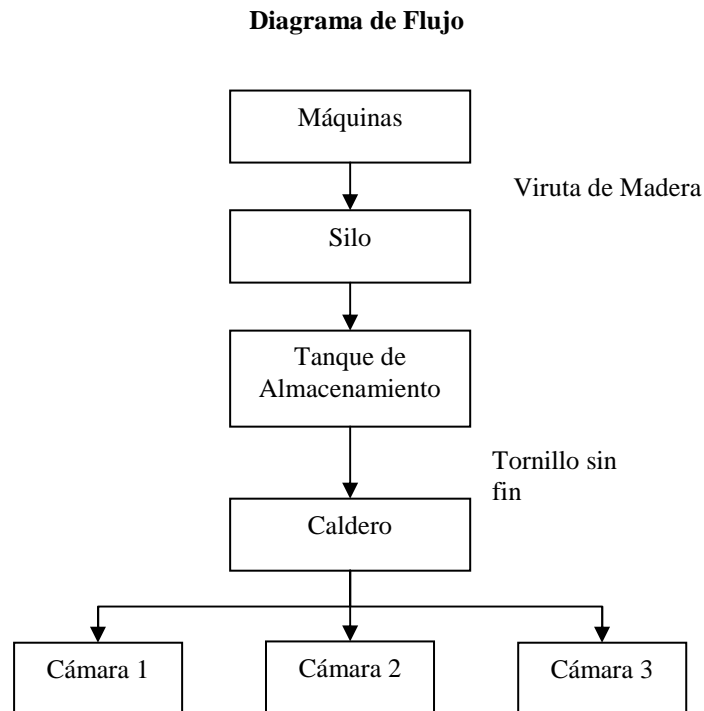 Diagrama de Flujo
Máquinas
Viruta de Madera
Silo
Tanque de
Almacenamiento
Tornillo sin
fin
Caldero
Cámara 1
Cámara 2
Cámara 3